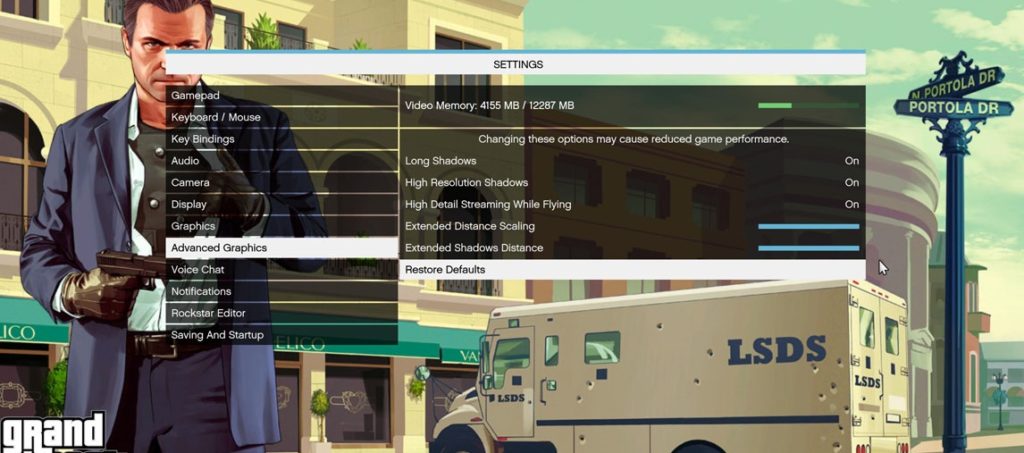 SETTINGS
Gamepad
Keyboard / Mouse
Key Bindings
Audio
Camera
Display
Graphics
Advanced Graphics
Voice Chat
Notifications
Rockstar Editor
Saving And Startup
Video Memory: 4155 MB / 12287 MB
Changing these options may cause reduced game performance.
Long Shadows On
High Resolution Shadows On
High Detail Streaming While Flying On
Extended Distance Scaling
Extended Shadows Distance
Restore Defaults
N. PORTOLA DR
PORTOLA DR
ELICO
ELICO
VAN
LSDS
LSDS
LSDS
grand